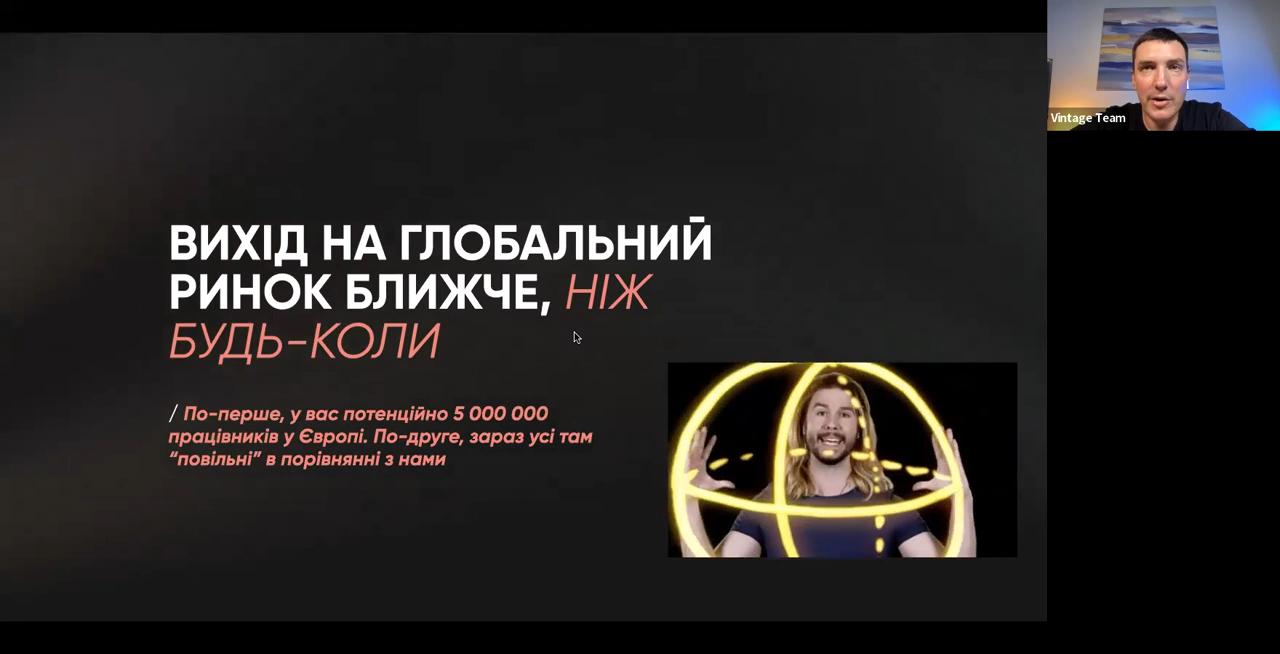 ВИХІД НА ГЛОБАЛЬНИЙ
РИНОК БЛИЖЧЕ, НІЖ
БУДЬ-КОЛИ
/ По-перше, у вас потенційно 5 000 000
працівників у Європі. По-друге, зараз усі там
“повільні” в порівнянні з нами
Vintage Team